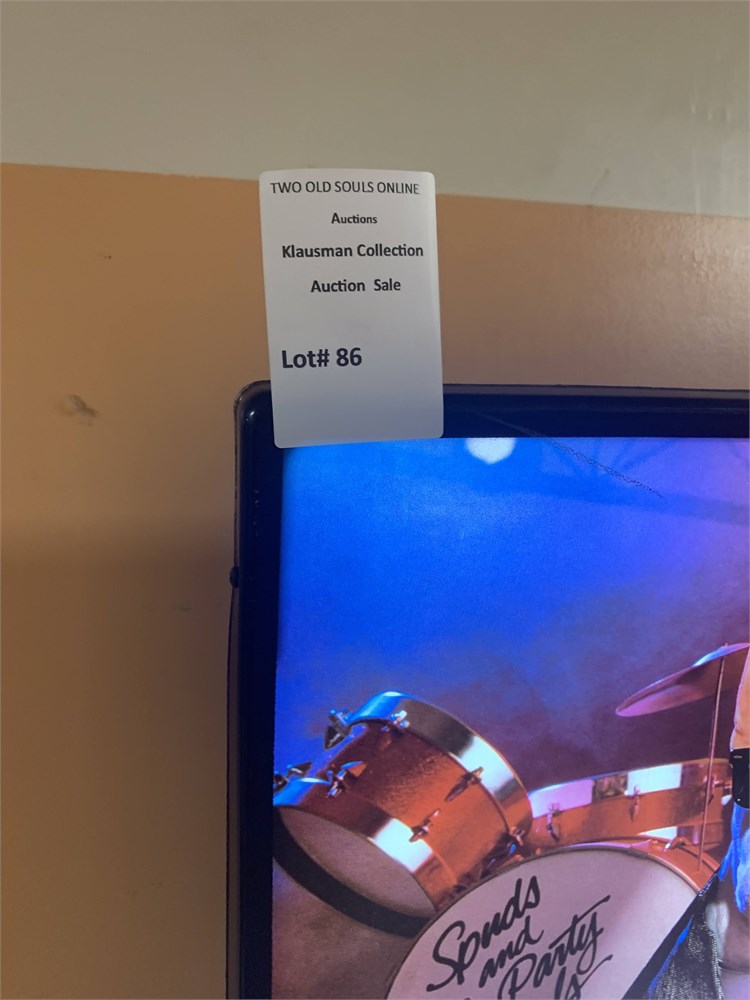 TWO OLD SOULS ONLINE
Auctions
Klausman Collection
Auction Sale
Lot# 86
Spuds
and
Party